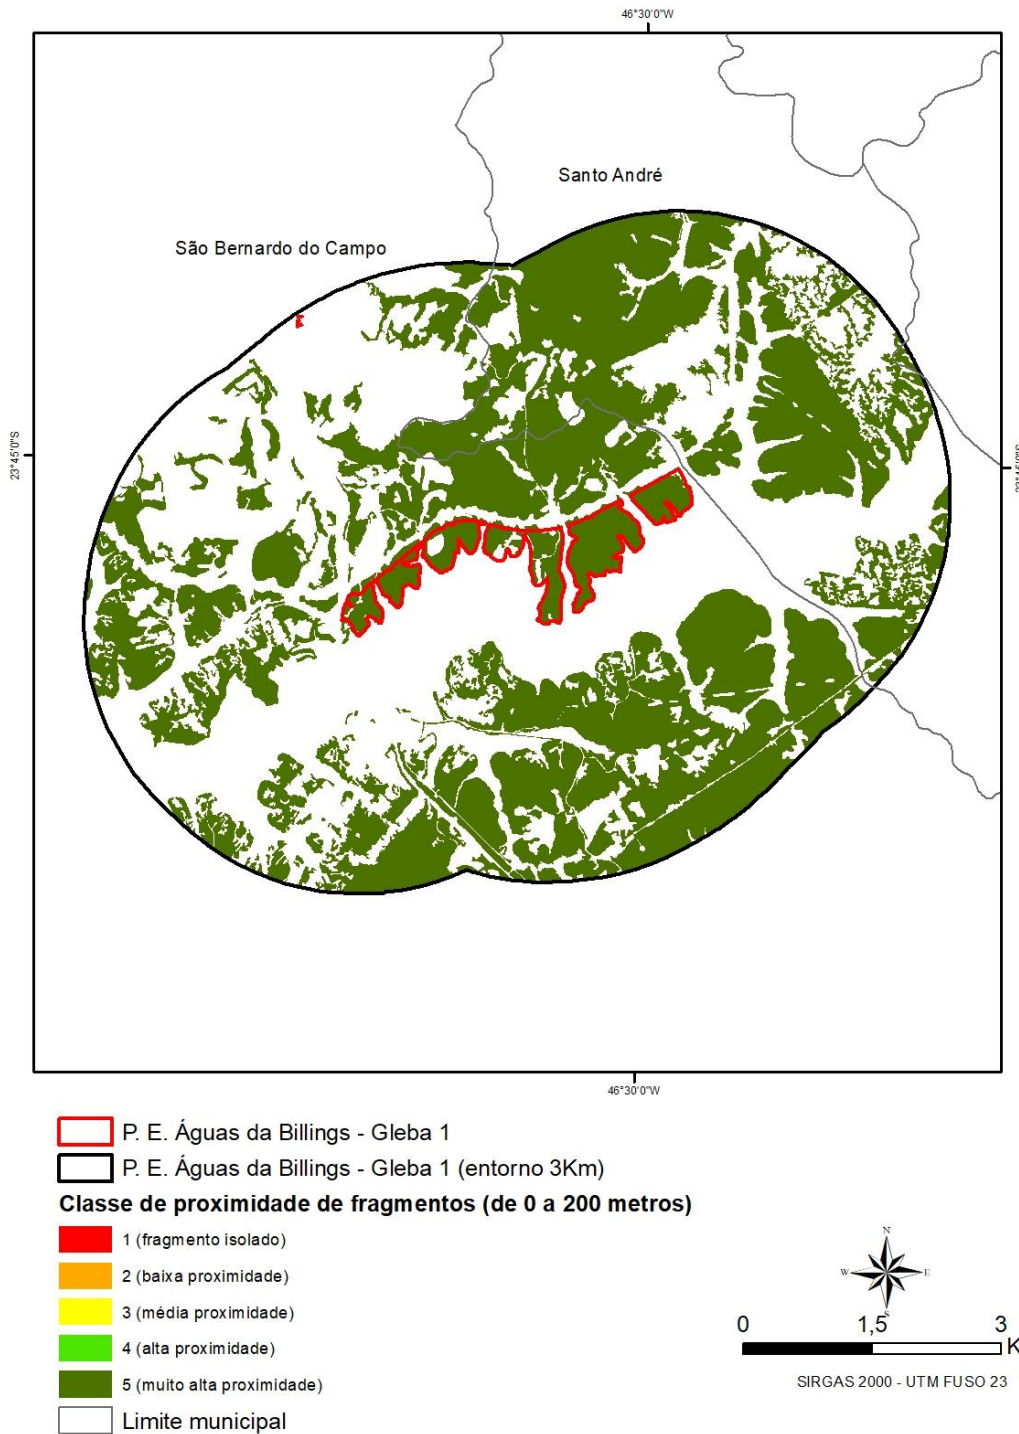 46°30'0"W
Santo André
São Bernardo do Campo
23°45'0"S
46°30'0"W
P. E. Águas da Billings - Gleba 1
P. E. Águas da Billings - Gleba 1 (entorno 3Km)
Classe de proximidade de fragmentos (de 0 a 200 metros)
1 (fragmento isolado)
2 (baixa proximidade)
3 (média proximidade)
4 (alta proximidade)
5 (muito alta proximidade)
Limite municipal
N
W E
S
0 1,5 3
K
SIRGAS 2000 - UTM FUSO 23